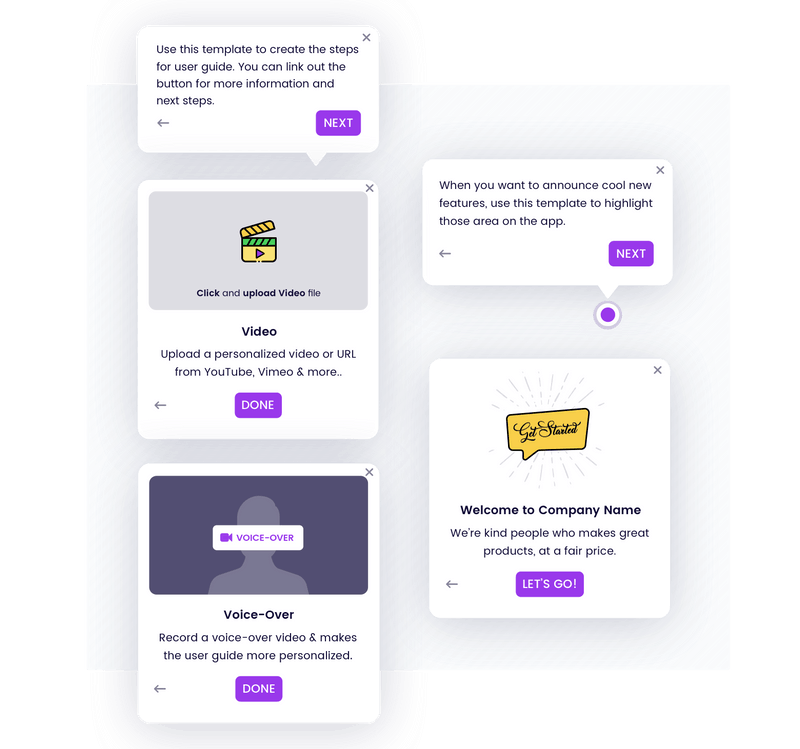 Use this template to create the steps
for user guide. You can link out the
button for more information and
next steps.
NEXT
Click and upload Video file
Video
Upload a personalized video or URL
from YouTube, Vimeo & more..
DONE
VOICE-OVER
Voice-Over
Record a voice-over video & makes
the user guide more personalized.
DONE
When you want to announce cool new
features, use this template to highlight
those area on the app.
NEXT
Get Started
Welcome to Company Name
We're kind people who makes great
products, at a fair price.
LET'S GO!